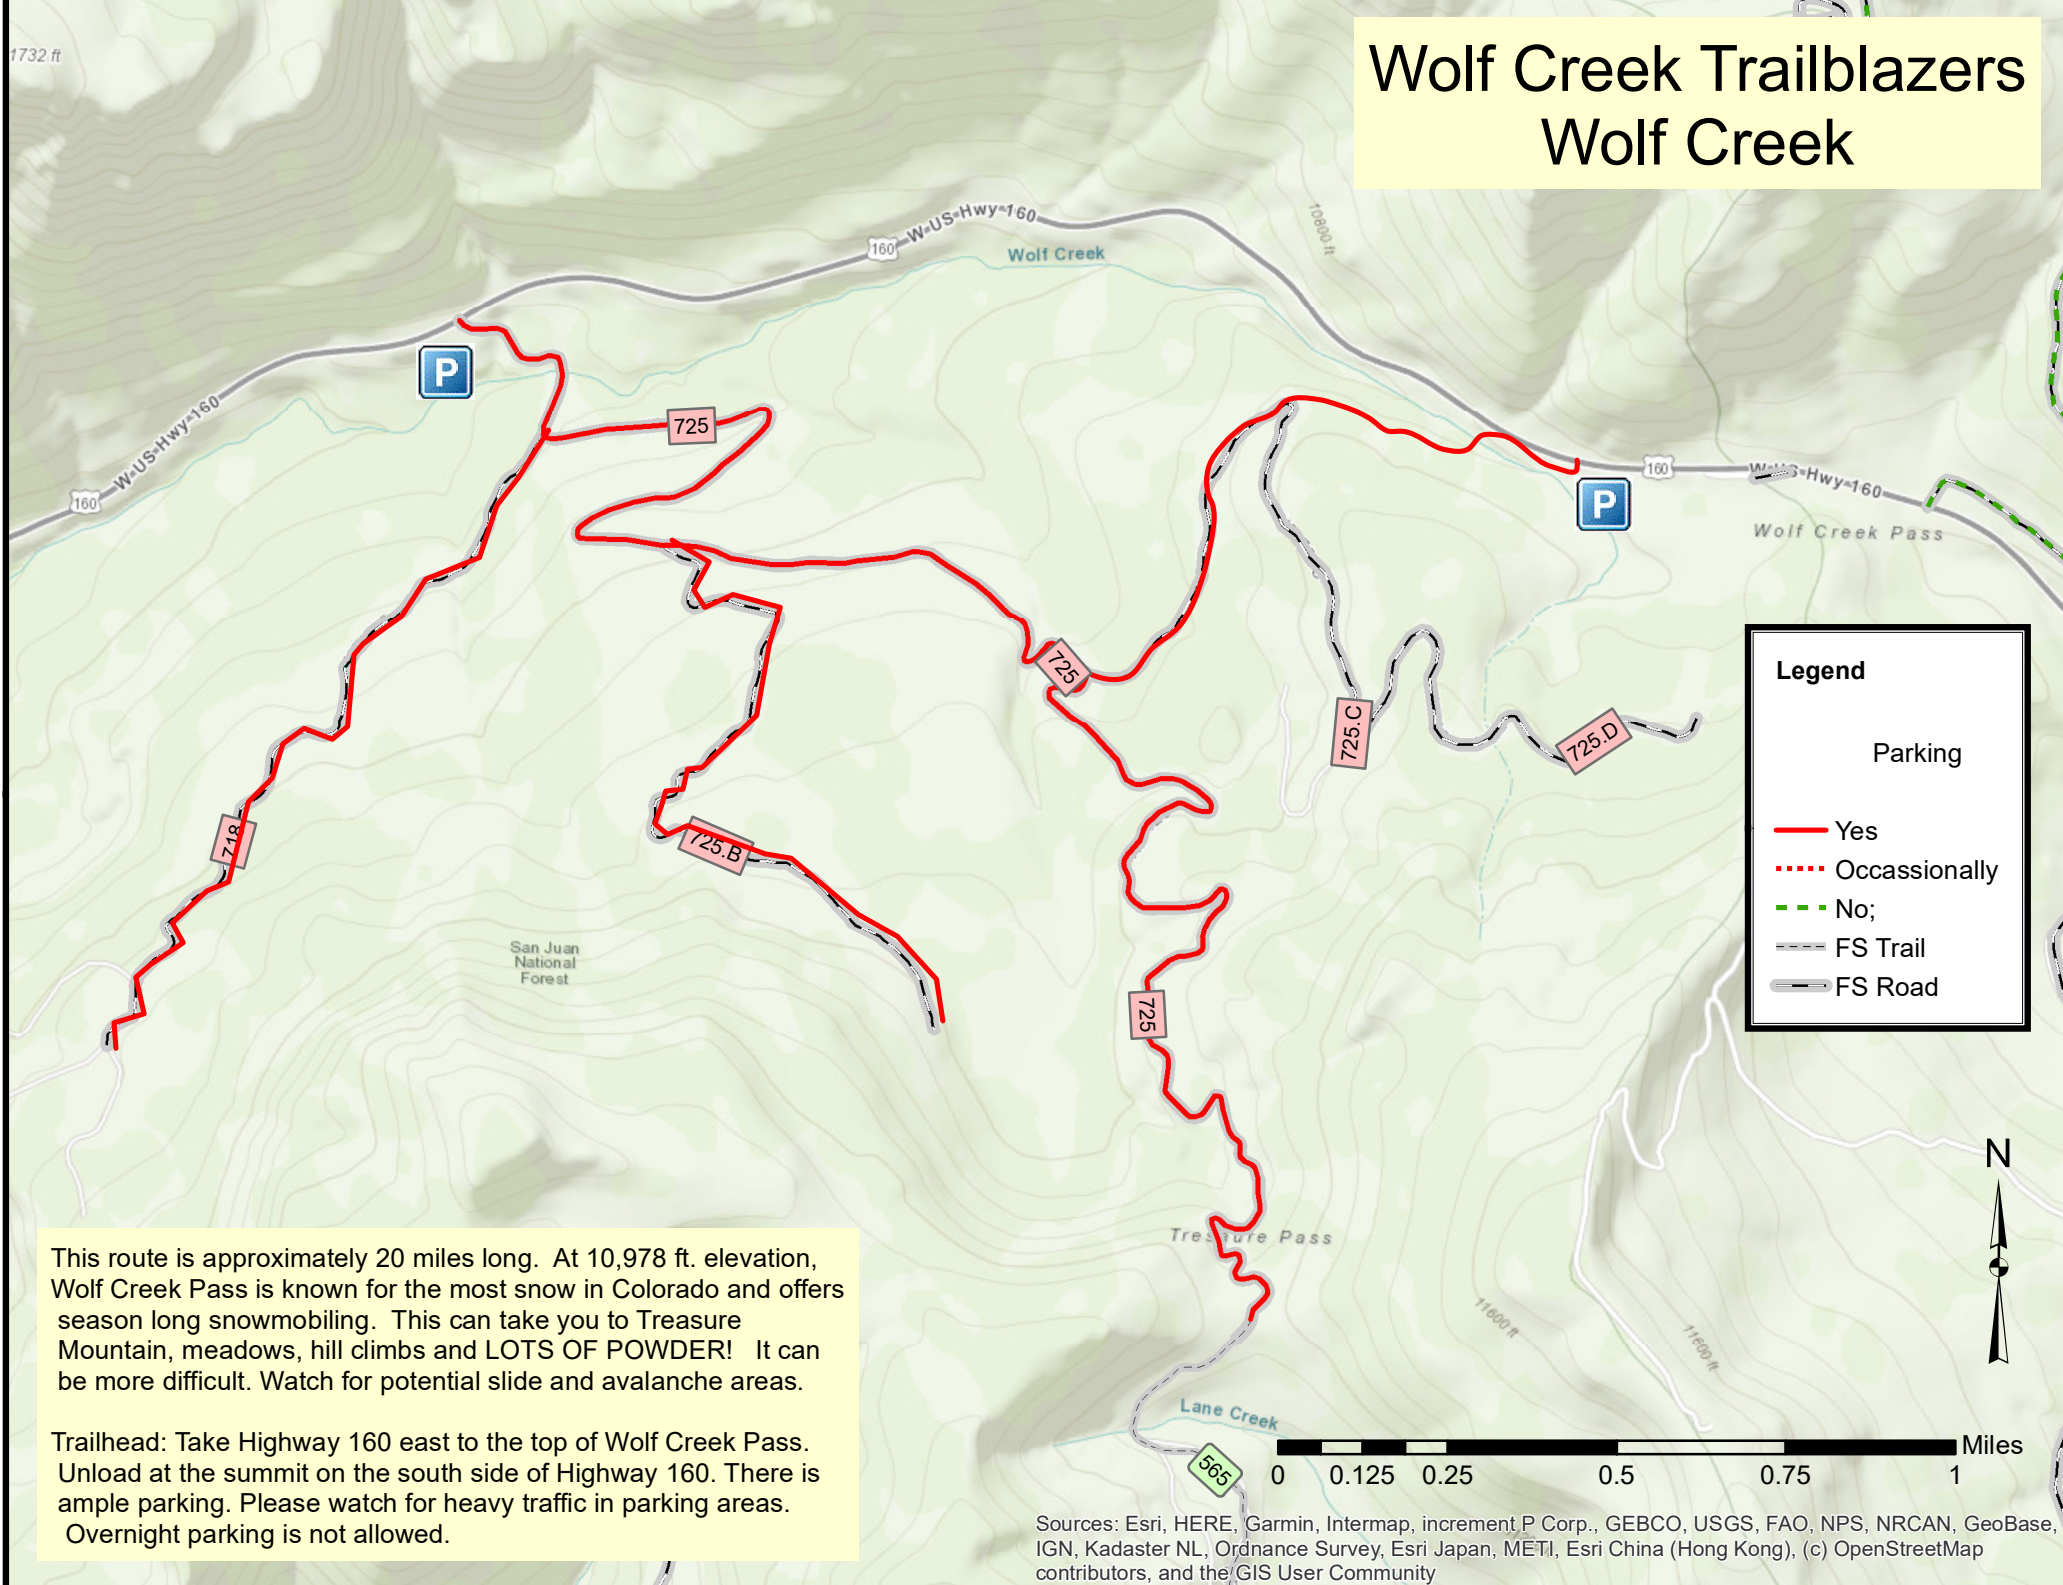 Wolf Creek Trailblazers
Wolf Creek
1732 ft
10800 ft
W-US-Hwy-160
160
Wolf Creek
P
725
W-US-Hwy-160
160
160
W-US-Hwy-160
P
Wolf Creek Pass
725
725.C
725.D
718
725.B
San Juan
National
Forest
725
Legend
Parking
Yes
Occassionally
No;
FS Trail
FS Road
N
Treasure Pass
11600 ft
11600 ft
Lane Creek
565
This route is approximately 20 miles long. At 10,978 ft. elevation,
Wolf Creek Pass is known for the most snow in Colorado and offers
season long snowmobiling. This can take you to Treasure
Mountain, meadows, hill climbs and LOTS OF POWDER! It can
be more difficult. Watch for potential slide and avalanche areas.
Trailhead: Take Highway 160 east to the top of Wolf Creek Pass.
Unload at the summit on the south side of Highway 160. There is
ample parking. Please watch for heavy traffic in parking areas.
Overnight parking is not allowed.
Miles
0 0.125 0.25 0.5 0.75 1
Sources: Esri, HERE, Garmin, Intermap, increment P Corp., GEBCO, USGS, FAO, NPS, NRCAN, GeoBase,
IGN, Kadaster NL, Ordnance Survey, Esri Japan, METI, Esri China (Hong Kong), (c) OpenStreetMap
contributors, and the GIS User Community